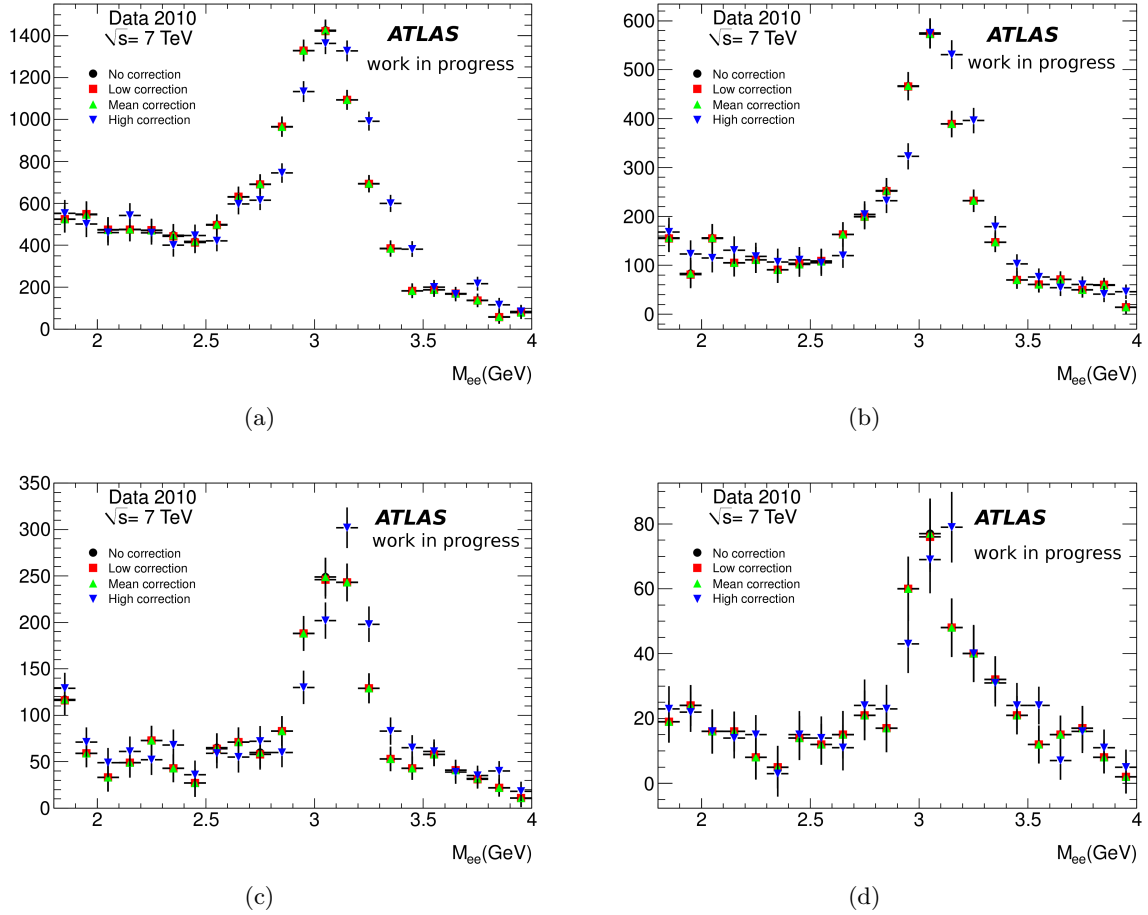 Data 2010
√s= 7 TeV
ATLAS
work in progress
No correction
Low correction
Mean correction
High correction
1400
1200
1000
800
600
400
200
0
2 2.5 3 3.5 4
Mee(GeV)
(a)
Data 2010
√s= 7 TeV
ATLAS
work in progress
No correction
Low correction
Mean correction
High correction
600
500
400
300
200
100
0
2 2.5 3 3.5 4
Mee(GeV)
(b)
Data 2010
√s= 7 TeV
ATLAS
work in progress
No correction
Low correction
Mean correction
High correction
350
300
250
200
150
100
50
0
2 2.5 3 3.5 4
Mee(GeV)
(c)
Data 2010
√s= 7 TeV
ATLAS
work in progress
No correction
Low correction
Mean correction
High correction
80
60
40
20
0
2 2.5 3 3.5 4
Mee(GeV)
(d)